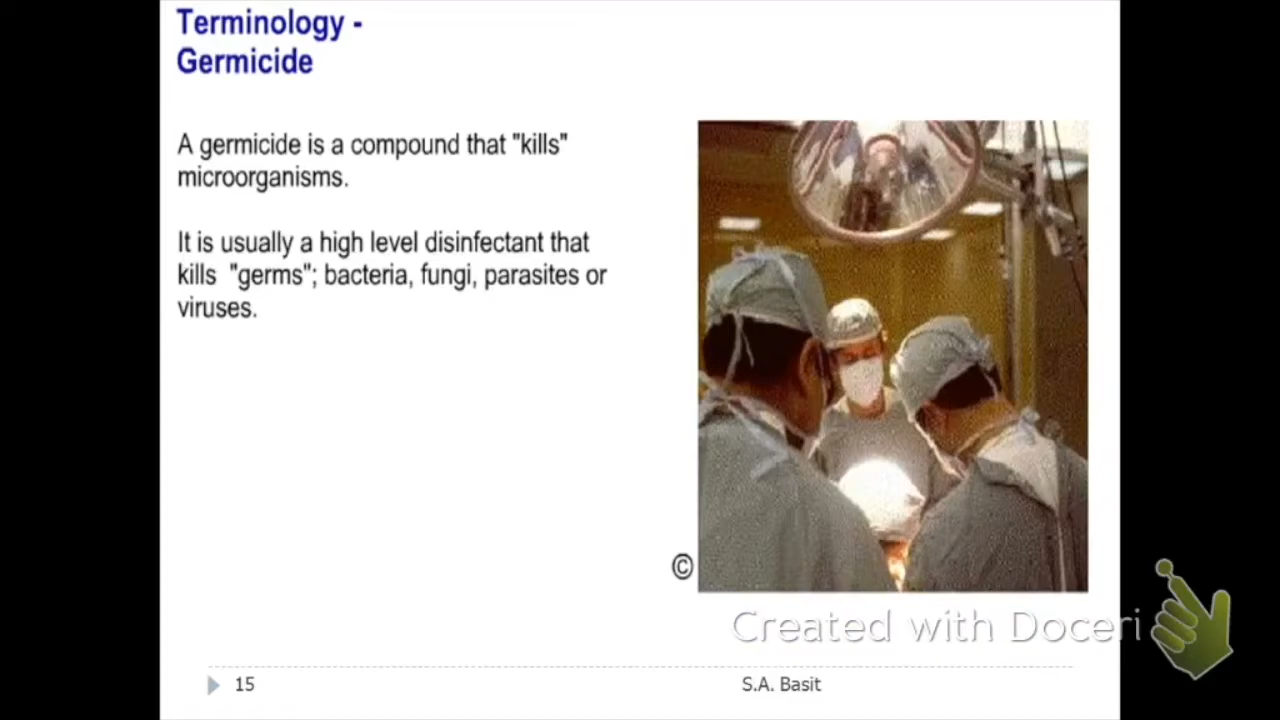 Terminology -
Germicide
A germicide is a compound that "kills"
microorganisms.
It is usually a high level disinfectant that
kills "germs"; bacteria, fungi, parasites or
viruses.
©
Created with Doceri
15
S.A. Basit